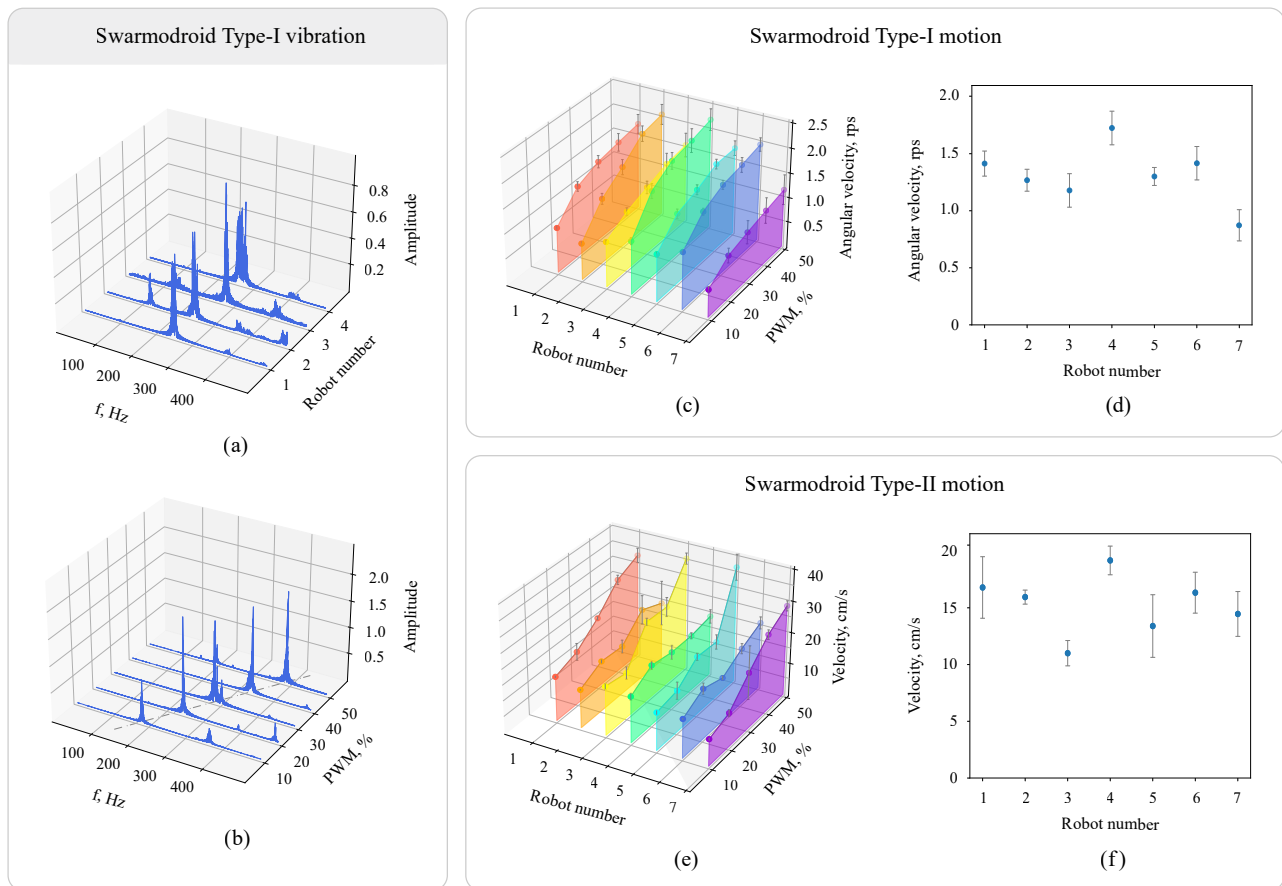 Swarmodroid Type-I vibration
0.8
0.6
0.4
0.2
Amplitude
100
200
300
400
f, Hz
1
2
3
4
Robot number
(a)
2.0
1.5
1.0
0.5
Amplitude
100
200
300
400
f, Hz
10
20
30
40
50
PWM, %
(b)
Swarmodroid Type-I motion
2.5
2.0
1.5
1.0
0.5
Angular velocity, rps
1
2
3
4
5
6
7
Robot number
10
20
30
40
50
PWM, %
(c)
2.0
1.5
1.0
0.5
0
Angular velocity, rps
1 2 3 4 5 6 7
Robot number
(d)
Swarmodroid Type-II motion
40
30
20
10
Velocity, cm/s
1
2
3
4
5
6
7
Robot number
10
20
30
40
50
PWM, %
(e)
20
15
10
5
0
Velocity, cm/s
1 2 3 4 5 6 7
Robot number
(f)